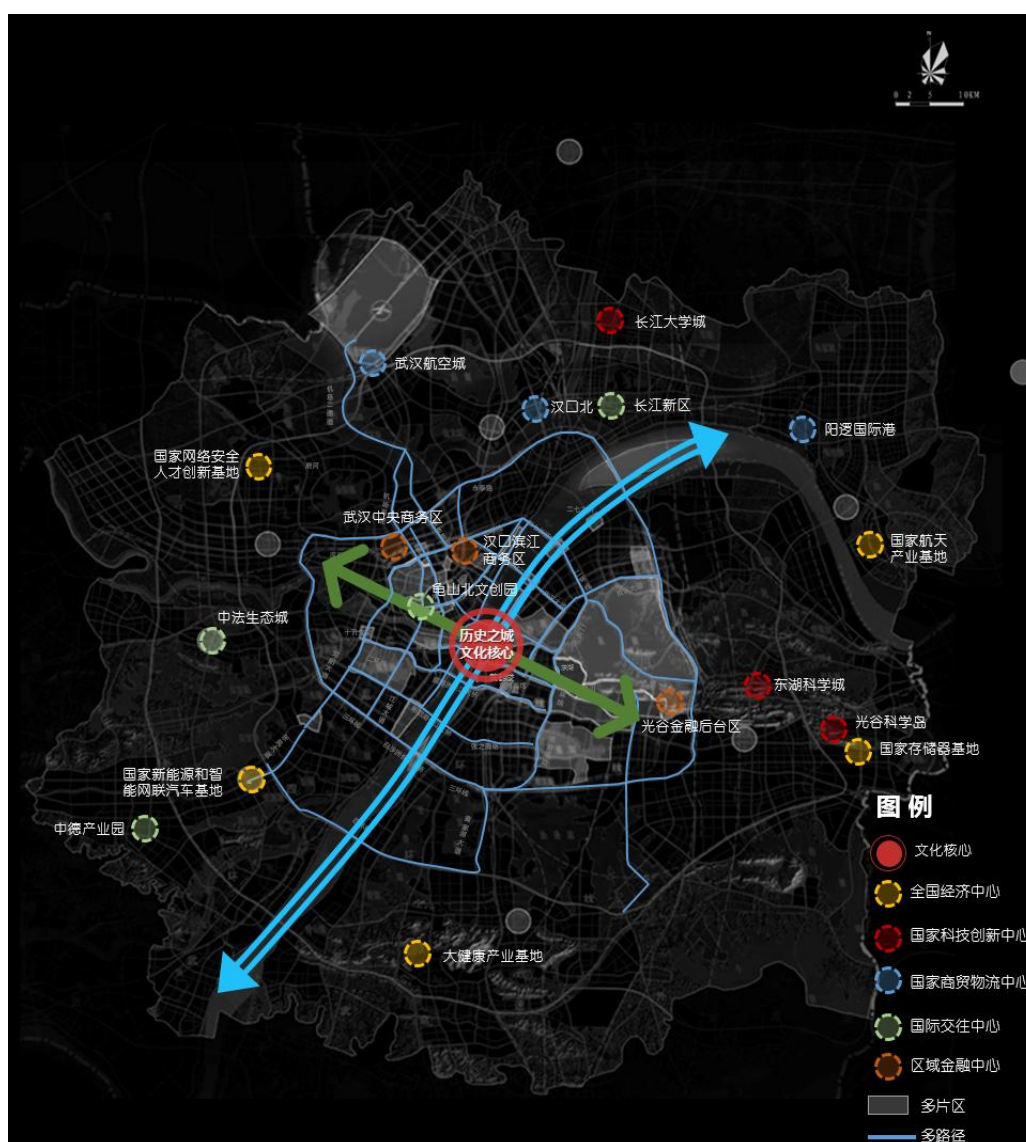 N
0 2 5 10KM
长江大学城
武汉航空城
汉口北
长江新区
阳逻国际港
国家网络安全
人才创新基地
武汉中央商务区
汉口滨江
商务区
国家航天
产业基地
龟山北文创园
中法生态城
历史之城
文化核心
东湖科学城
光谷金融后台区
光谷科学岛
国家存储器基地
国家新能源和智
能网联汽车基地
中德产业园
大健康产业基地
图例
文化核心
全国经济中心
国家科技创新中心
国家商贸物流中心
国际交往中心
区域金融中心
多片区
多路径